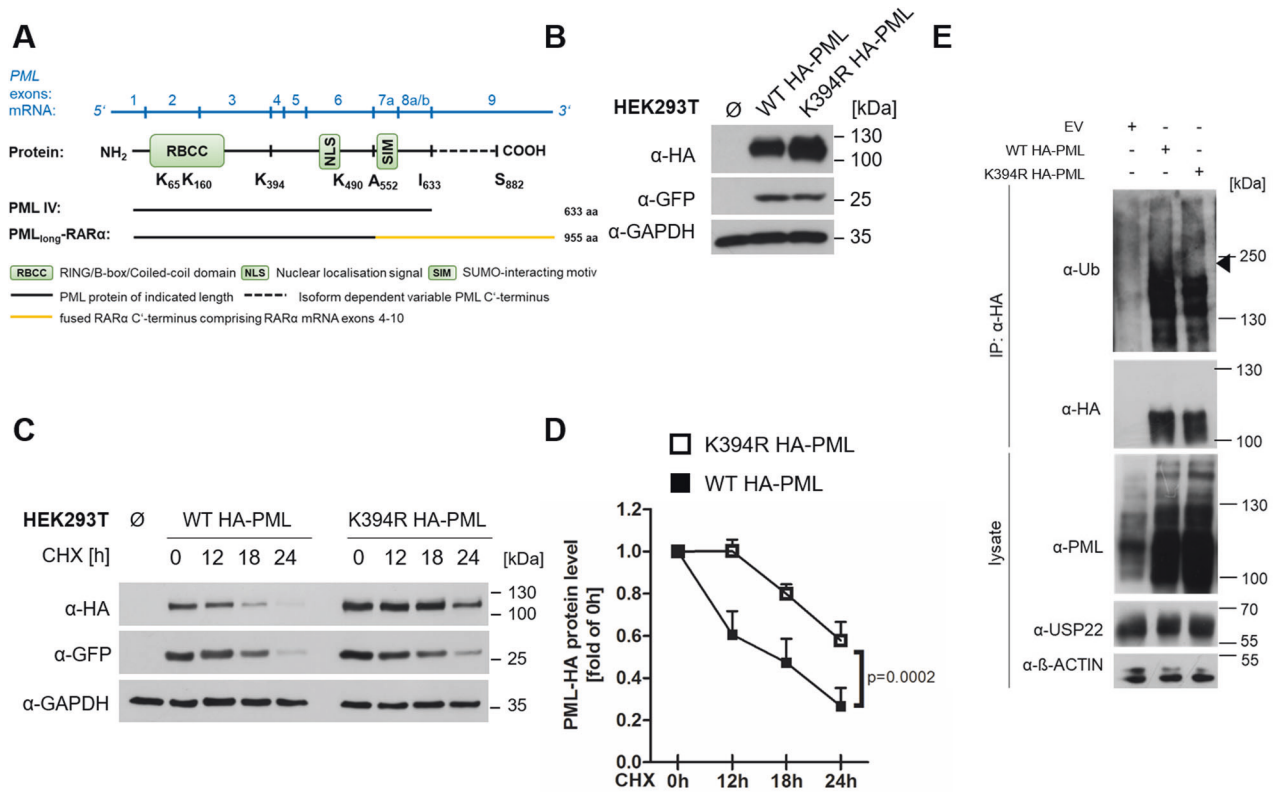 A
PML
exons:
mRNA:
5‘
1 2 3 4 5 6 7a 8a/b 9
3‘
Protein:
NH2
RBCC
NLS
SIM
COOH
K65 K160 K394 K490 A552 I633 S882
PML IV:
633 aa
PMLlong-RARα:
955 aa
RBCC RING/B-box/Coiled-coil domain NLS Nuclear localisation signal SIM SUMO-interacting motiv
PML protein of indicated length Isoform dependent variable PML C‘-terminus
fused RARα C‘-terminus comprising RARα mRNA exons 4-10
B
HEK293T Ø WT HA-PML K394R HA-PML [kDa]
α-HA
130
100
α-GFP
25
α-GAPDH
35
C
HEK293T Ø WT HA-PML K394R HA-PML
CHX [h] 0 12 18 24 0 12 18 24 [kDa]
α-HA
130
100
α-GFP
25
α-GAPDH
35
D
K394R HA-PML
WT HA-PML
PML-HA protein level
[fold of 0h]
1.2
1.0
0.8
0.6
0.4
0.2
0.0
p=0.0002
CHX 0h 12h 18h 24h
E
EV + - -
WT HA-PML - + -
K394R HA-PML - - +
[kDa]
IP: α-HA
α-Ub
250
130
α-HA
130
100
lysate
α-PML
130
100
α-USP22
70
55
α-ß-ACTIN
55